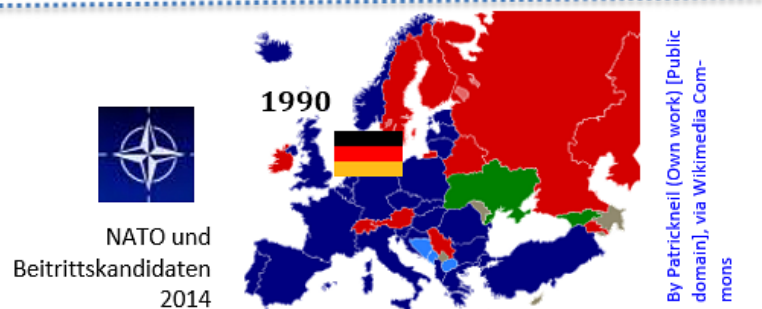 1990
NATO und
Beitrittskandidaten
2014
By Patrickneil (Own work) [Public
domain], via Wikimedia Com-
mons